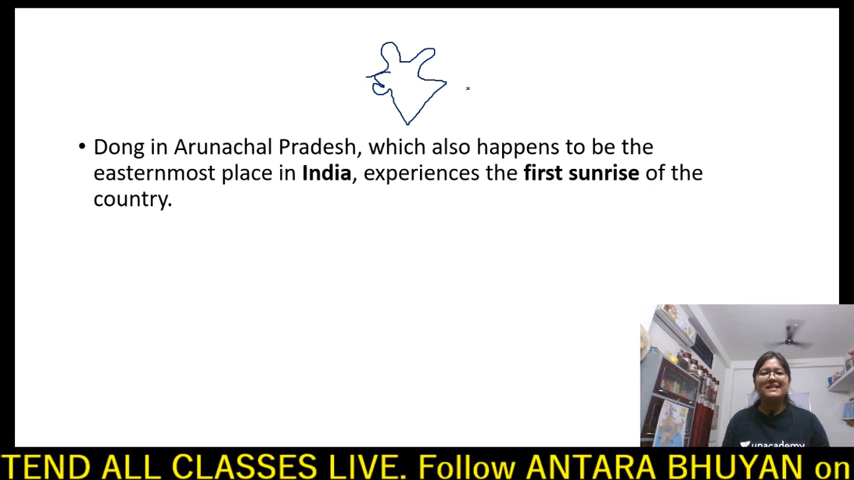 • Dong in Arunachal Pradesh, which also happens to be the
easternmost place in India, experiences the first sunrise of the
country.
unacademy
TEND ALL CLASSES LIVE. Follow ANTARA BHUYAN on